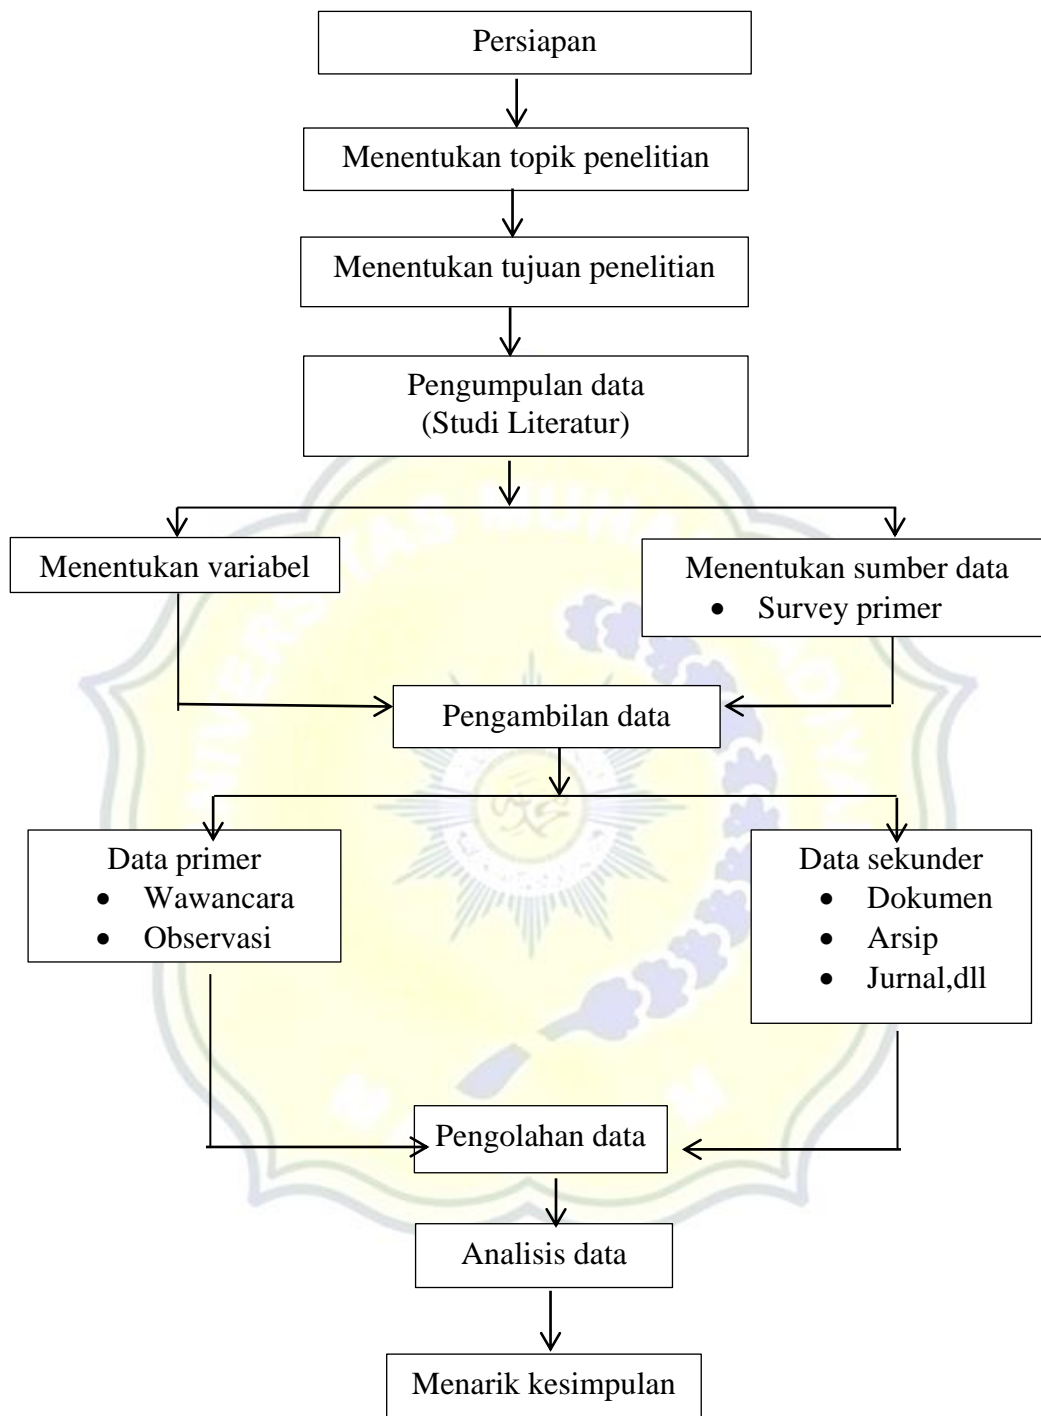 Persiapan
Menentukan topik penelitian
Menentukan tujuan penelitian
Pengumpulan data
(Studi Literatur)
Menentukan variabel
Menentukan sumber data
• Survey primer
Pengambilan data
Data primer
• Wawancara
• Observasi
Data sekunder
• Dokumen
• Arsip
• Jurnal,dll
Pengolahan data
Analisis data
Menarik kesimpulan